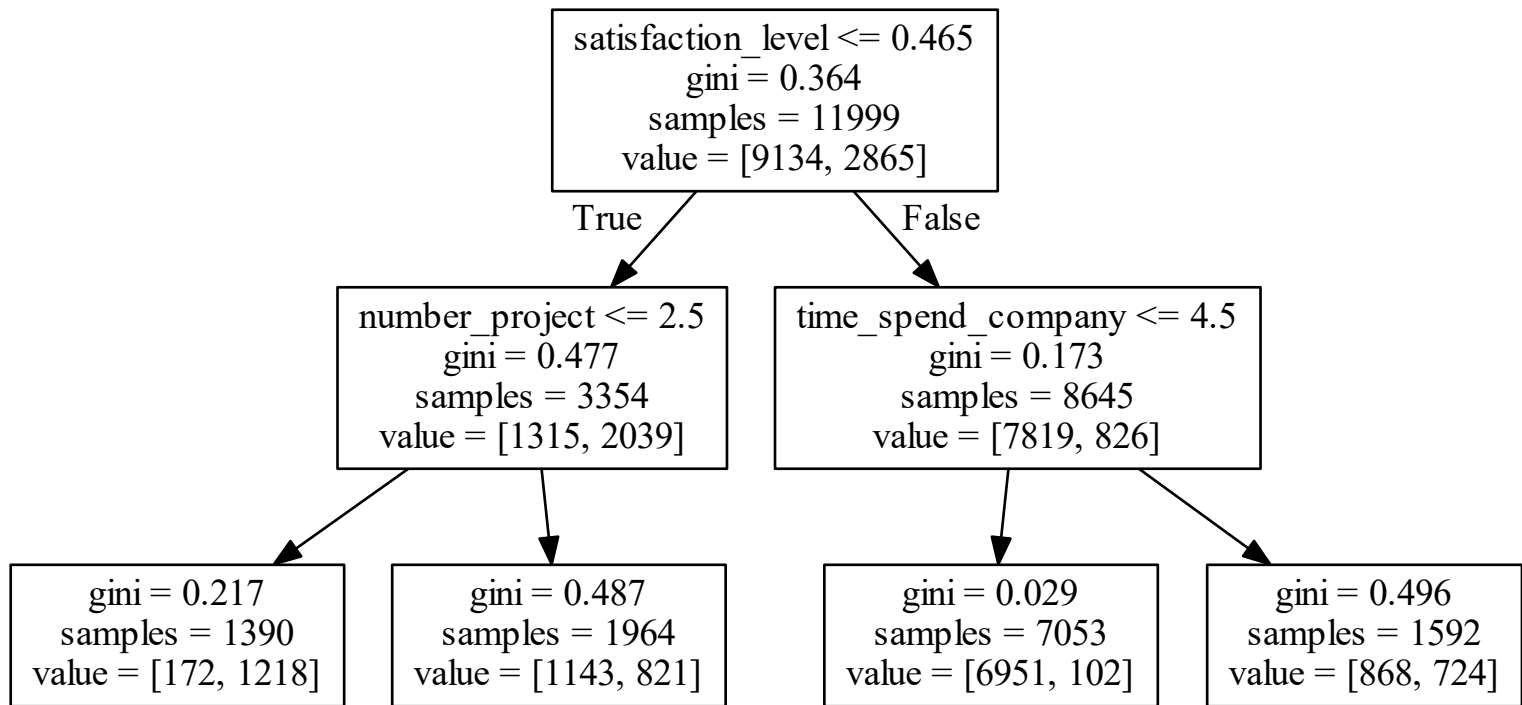 satisfaction_level <= 0.465
gini = 0.364
samples = 11999
value = [9134, 2865]
True
False
number_project <= 2.5
gini = 0.477
samples = 3354
value = [1315, 2039]
time_spend_company <= 4.5
gini = 0.173
samples = 8645
value = [7819, 826]
gini = 0.217
samples = 1390
value = [172, 1218]
gini = 0.487
samples = 1964
value = [1143, 821]
gini = 0.029
samples = 7053
value = [6951, 102]
gini = 0.496
samples = 1592
value = [868, 724]